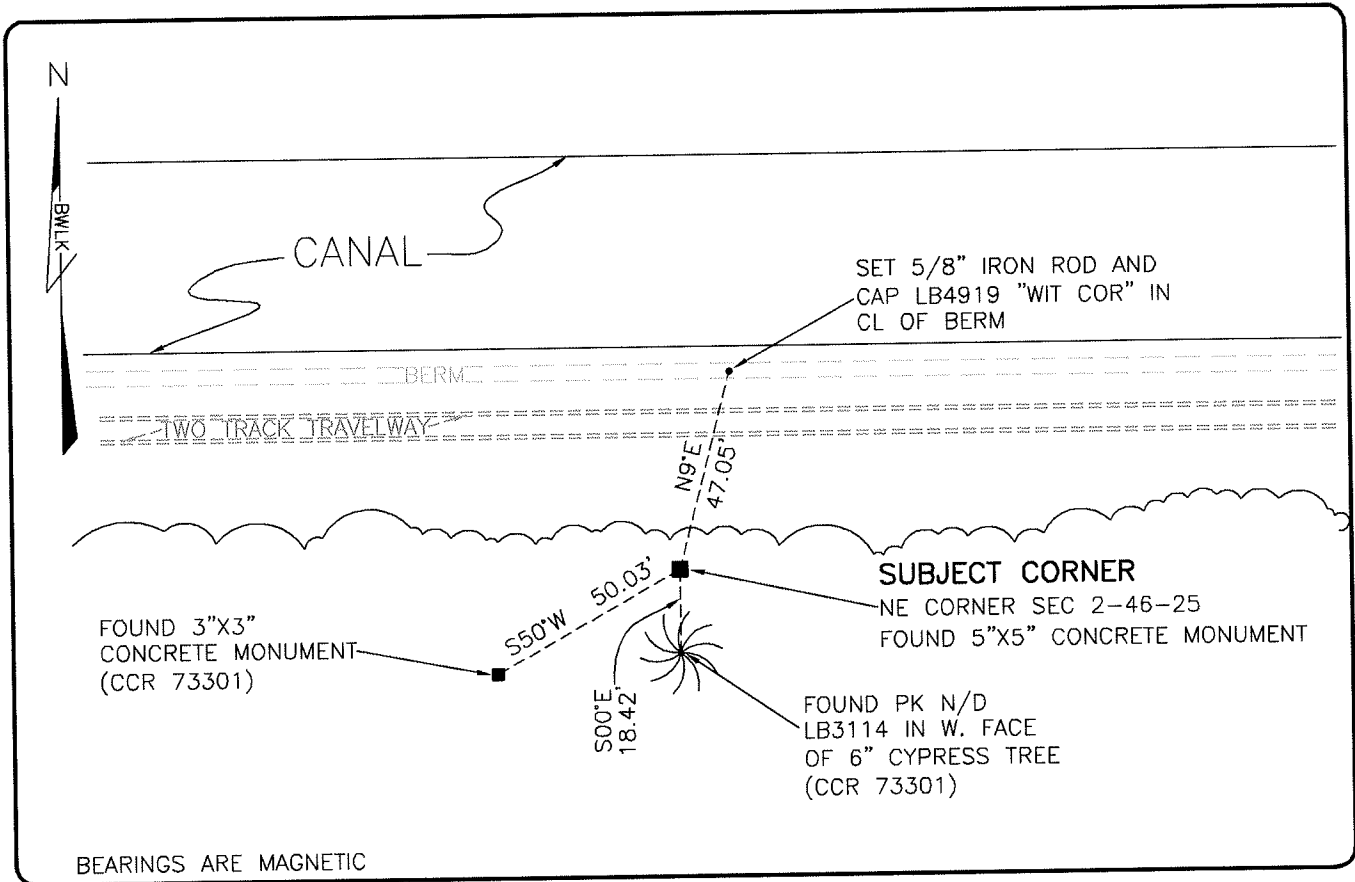 N
BWLK
CANAL
SET 5/8" IRON ROD AND
CAP LB4919 "WIT COR" IN
CL OF BERM
BERM
TWO TRACK TRAVELWAY
N9°E
47.05'
SUBJECT CORNER
NE CORNER SEC 2-46-25
FOUND 5"X5" CONCRETE MONUMENT
S50°W 50.03'
FOUND 3"X3"
CONCRETE MONUMENT
(CCR 73301)
S00°E
18.42'
FOUND PK N/D
LB3114 IN W. FACE
OF 6" CYPRESS TREE
(CCR 73301)
BEARINGS ARE MAGNETIC